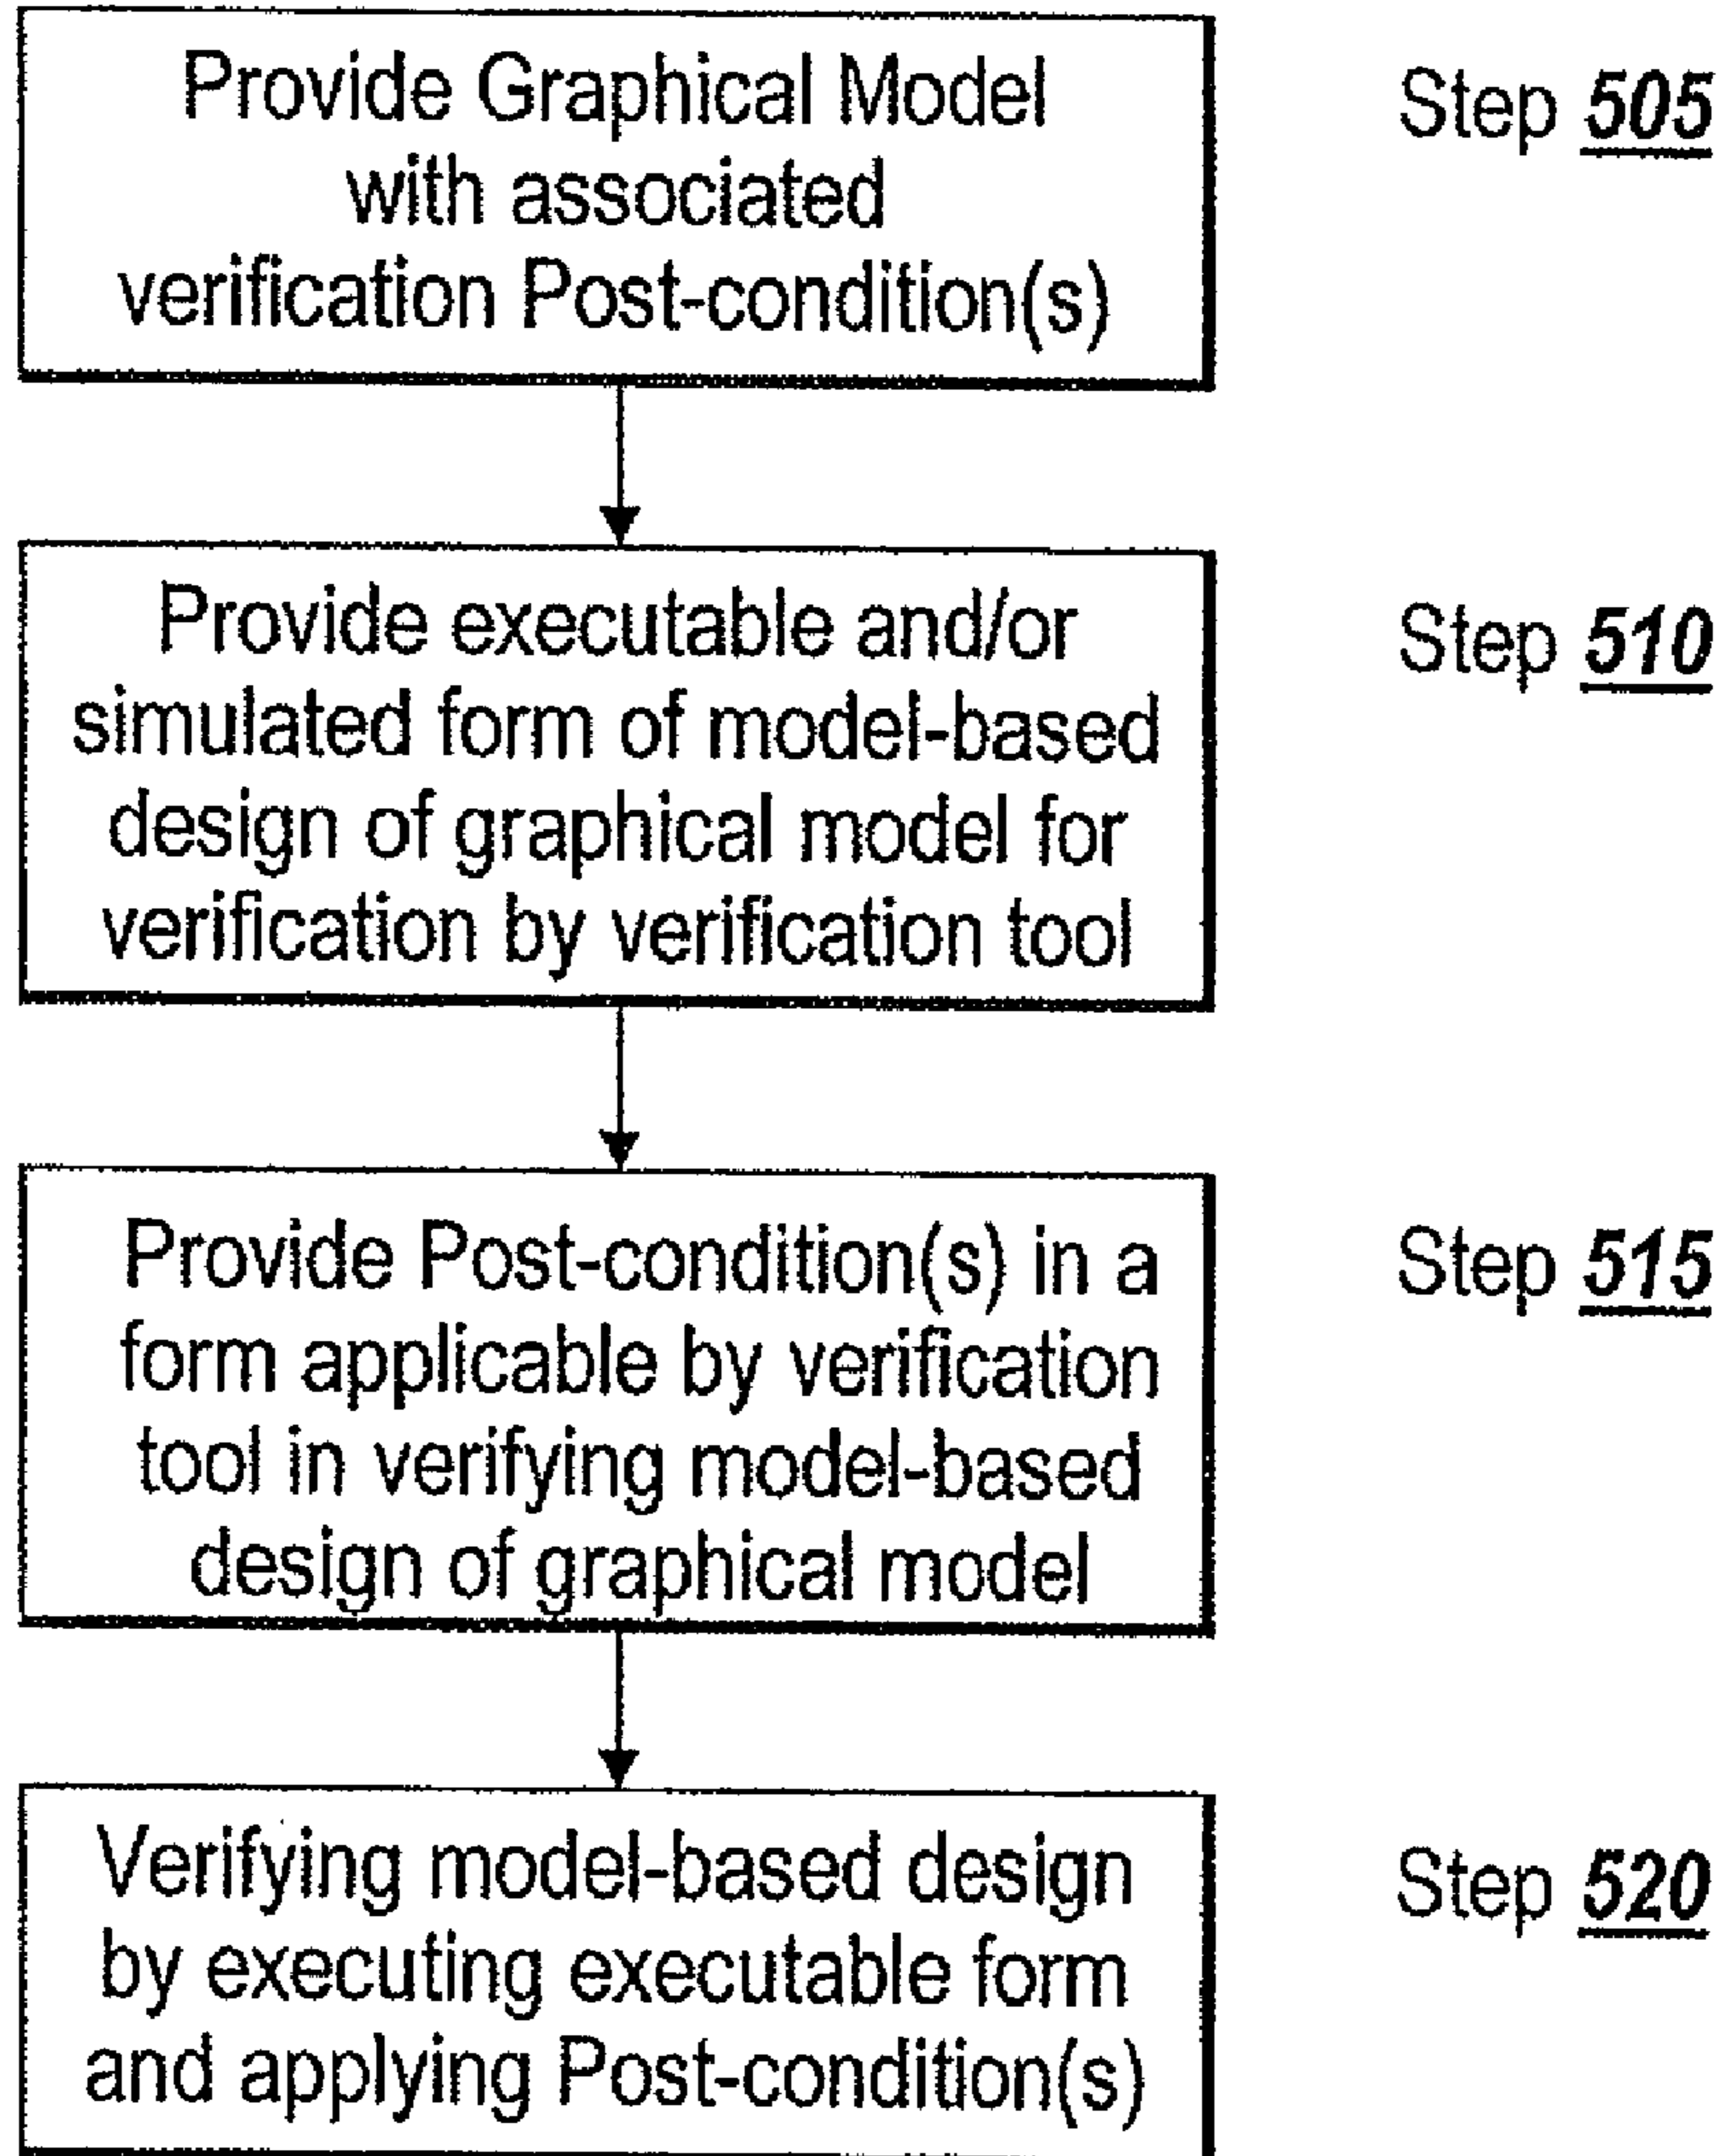 Provide Graphical Model
with associated
verification Post-condition(s)
Step 505
Provide executable and/or
simulated form of model-based
design of graphical model for
verification by verification tool
Step 510
Provide Post-condition(s) in a
form applicable by verification
tool in verifying model-based
design of graphical model
Step 515
Verifying model-based design
by executing executable form
and applying Post-condition(s)
Step 520